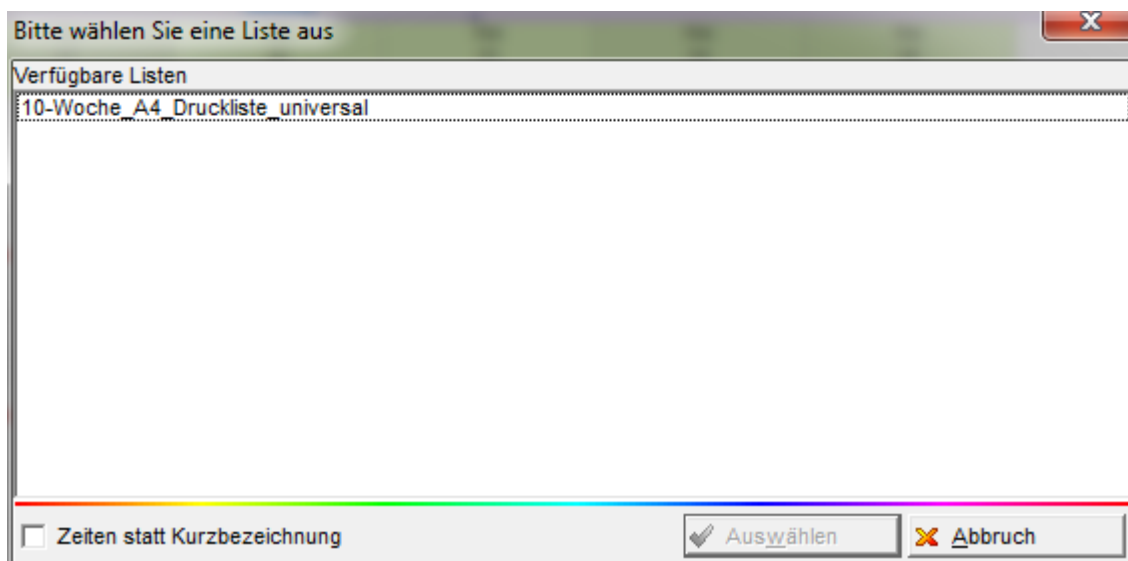 Bitte wählen Sie eine Liste aus
Verfügbare Listen
10-Woche_A4_Druckliste_universal
Zeiten statt Kurzbezeichnung
Auswählen
Abbruch